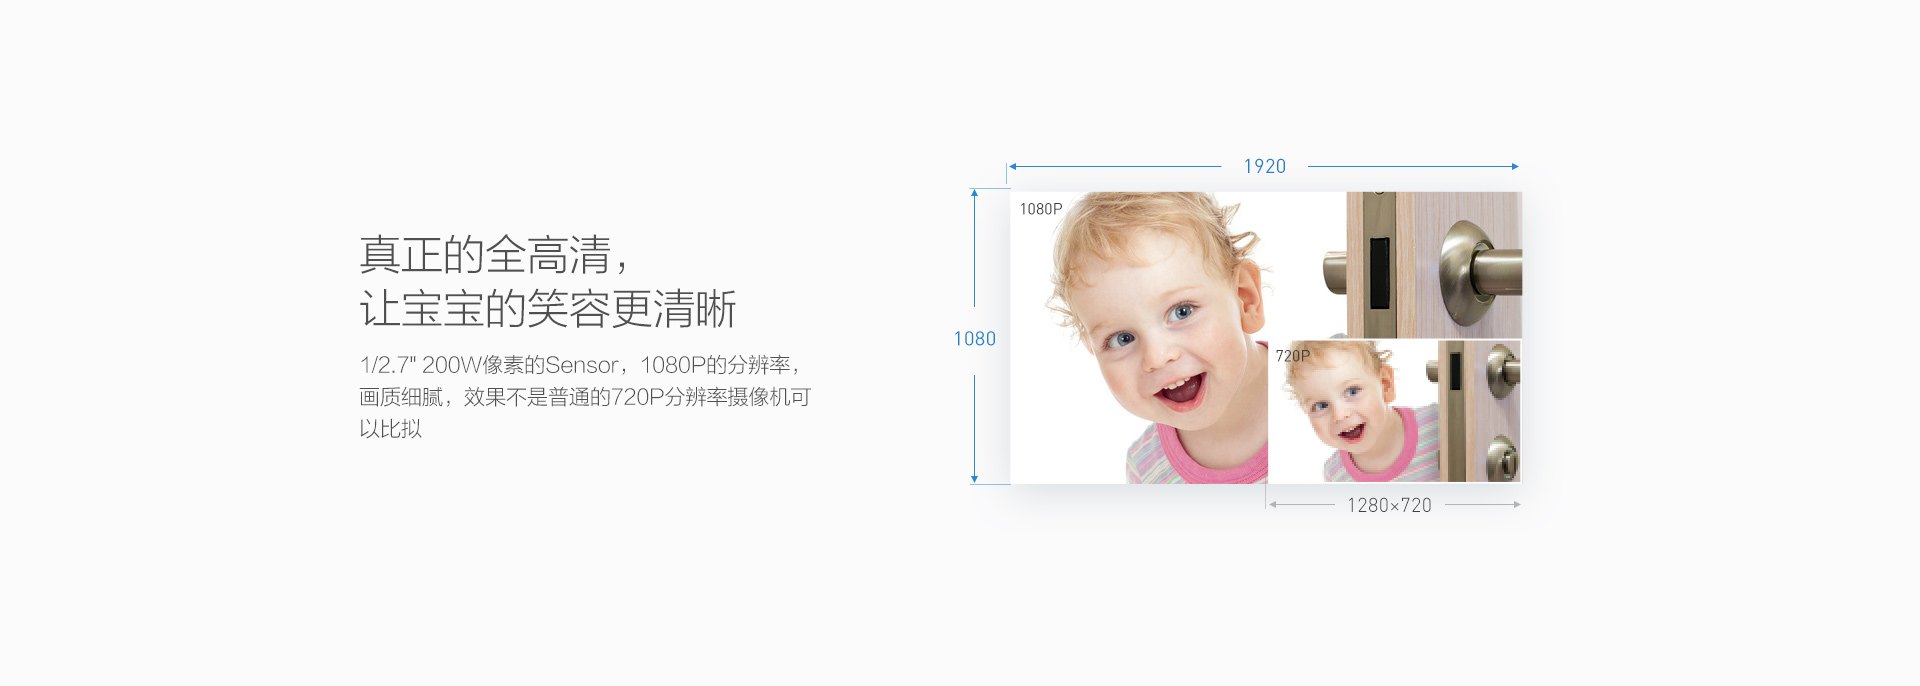 真正的全高清，
让宝宝的笑容更清晰
1/2.7" 200W像素的Sensor，1080P的分辨率，
画质细腻，效果不是普通的720P分辨率摄像机可
以比拟
1920
1080P
1080
720P
1280×720